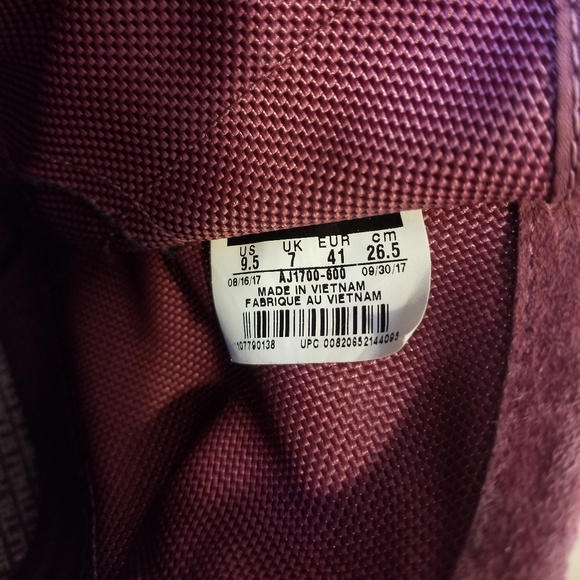 US UK EUR cm
9.5 7 41 26.5
08/16/17 AJ1700-600 09/30/17
MADE IN VIETNAM
FABRIQUE AU VIETNAM
107790138 UPC 00820652144095